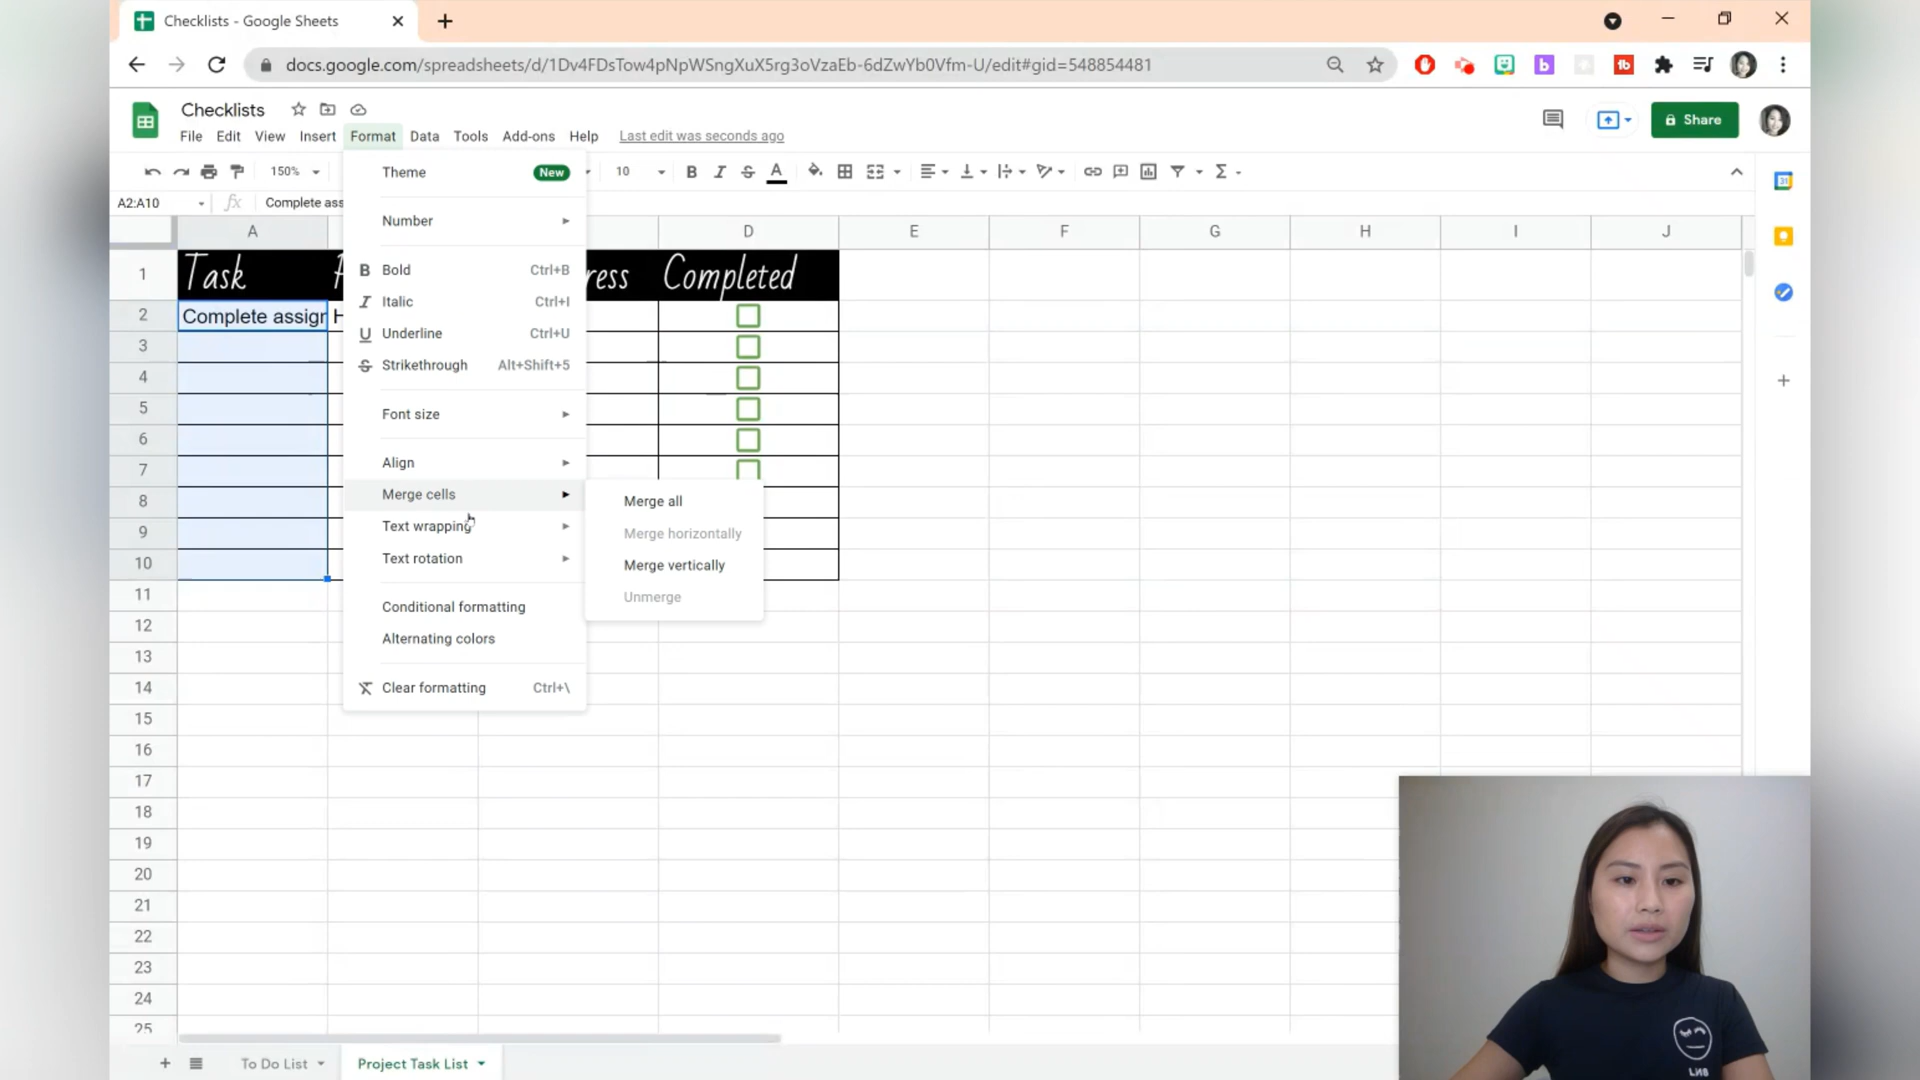 Checklists - Google Sheets
docs.google.com/spreadsheets/d/1Dv4FDsTow4pNpWSngXuX5rg3oVzaEb-6dZwYb0Vfm-U/edit#gid=548854481
Checklists
File Edit View Insert Format Data Tools Add-ons Help Last edit was seconds ago
Share
150% 10
A2:A10 fx Complete ass
A D E F G H I J
1 Task ress Completed
2 Complete assign H
3
4
5
6
7
8
9
10
11
12
13
14
15
16
17
18
19
20
21
22
23
24
25
Theme New
Number
Bold Ctrl+B
Italic Ctrl+I
Underline Ctrl+U
Strikethrough Alt+Shift+5
Font size
Align
Merge cells
Text wrapping
Text rotation
Conditional formatting
Alternating colors
Clear formatting Ctrl+\
Merge all
Merge horizontally
Merge vertically
Unmerge
To Do List Project Task List